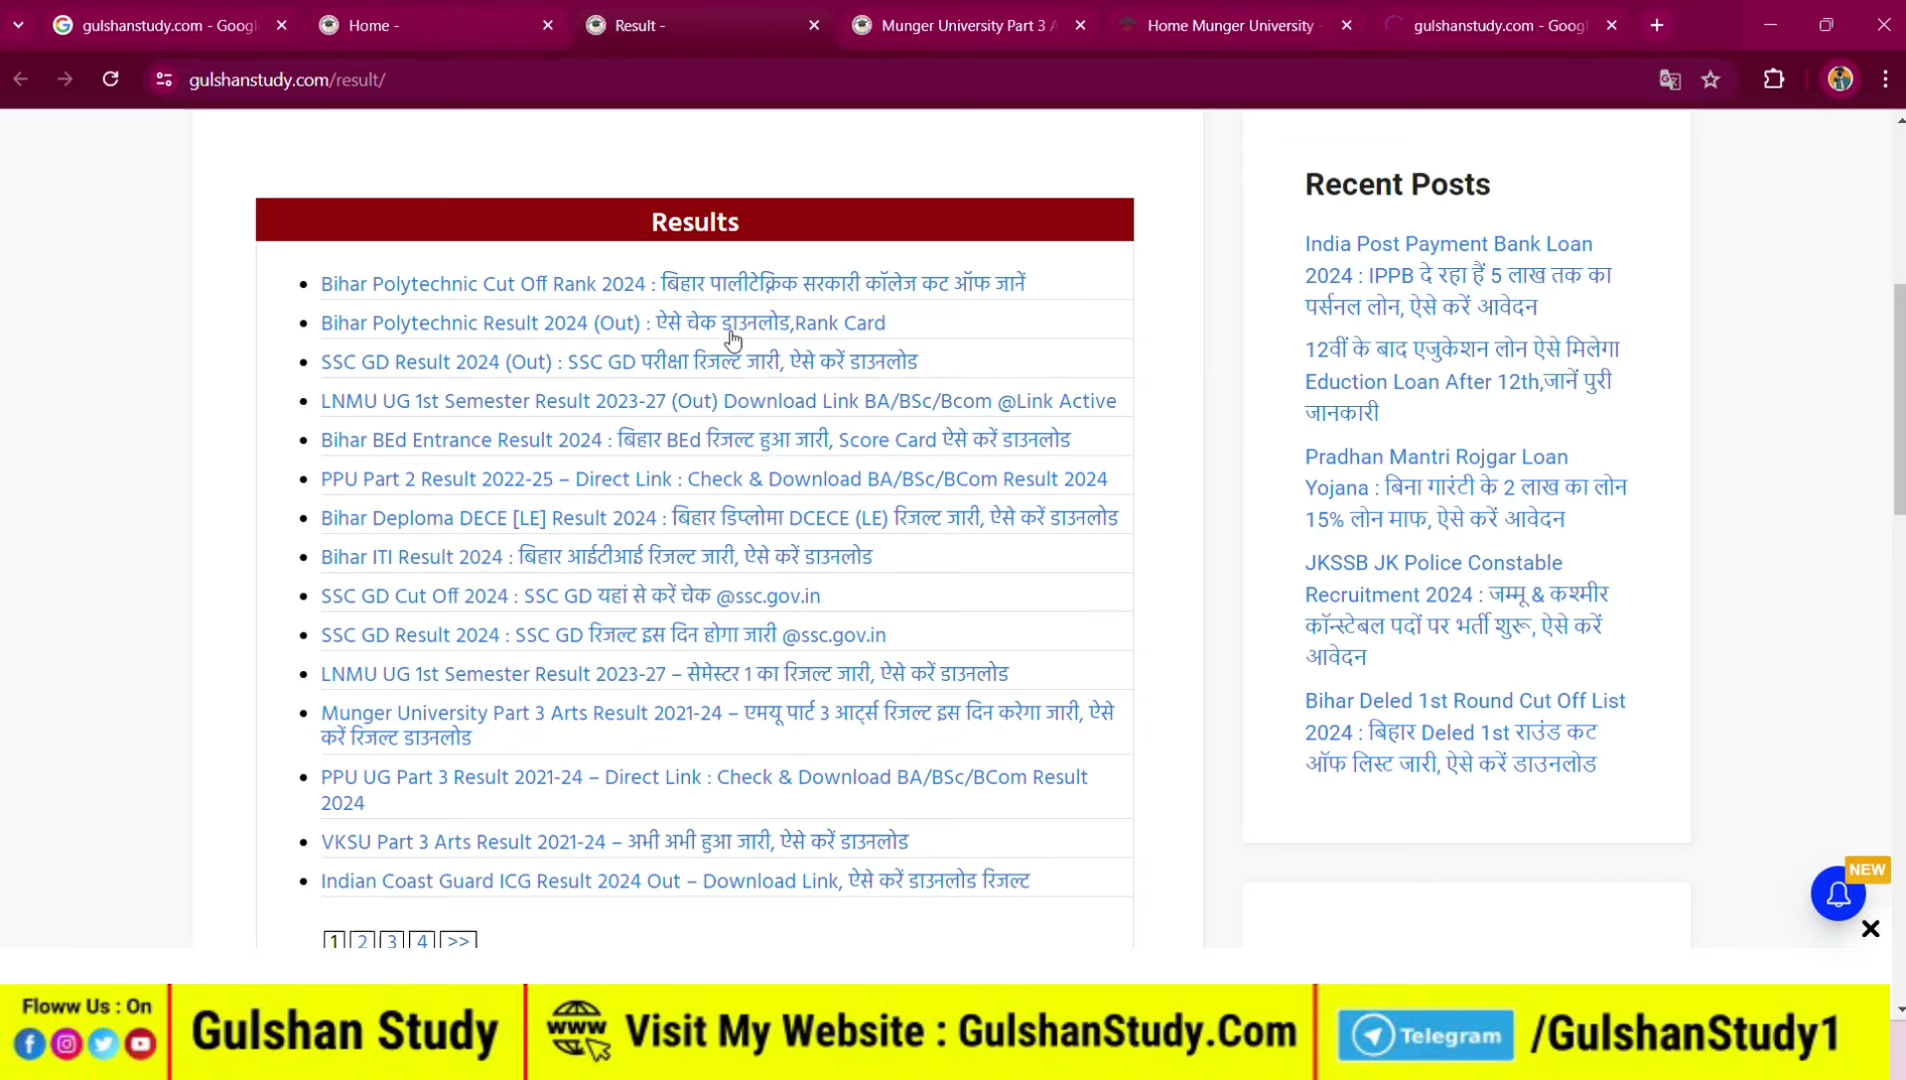 gulshanstudy.com - Googl
Home -
Result -
Munger University Part 3 A
Home Munger University -
gulshanstudy.com - Googl
gulshanstudy.com/result/
Results
Bihar Polytechnic Cut Off Rank 2024 : बिहार पालीटेक्निक सरकारी कॉलेज कट ऑफ जानें
Bihar Polytechnic Result 2024 (Out) : ऐसे चेक डाउनलोड,Rank Card
SSC GD Result 2024 (Out) : SSC GD परीक्षा रिजल्ट जारी, ऐसे करें डाउनलोड
LNMU UG 1st Semester Result 2023-27 (Out) Download Link BA/BSc/Bcom @Link Active
Bihar BEd Entrance Result 2024 : बिहार BEd रिजल्ट हुआ जारी, Score Card ऐसे करें डाउनलोड
PPU Part 2 Result 2022-25 – Direct Link : Check & Download BA/BSc/BCom Result 2024
Bihar Deploma DECE [LE] Result 2024 : बिहार डिप्लोमा DCECE (LE) रिजल्ट जारी, ऐसे करें डाउनलोड
Bihar ITI Result 2024 : बिहार आईटीआई रिजल्ट जारी, ऐसे करें डाउनलोड
SSC GD Cut Off 2024 : SSC GD यहां से करें चेक @ssc.gov.in
SSC GD Result 2024 : SSC GD रिजल्ट इस दिन होगा जारी @ssc.gov.in
LNMU UG 1st Semester Result 2023-27 – सेमेस्टर 1 का रिजल्ट जारी, ऐसे करें डाउनलोड
Munger University Part 3 Arts Result 2021-24 – एमयू पार्ट 3 आर्ट्स रिजल्ट इस दिन करेगा जारी, ऐसे
करें रिजल्ट डाउनलोड
PPU UG Part 3 Result 2021-24 – Direct Link : Check & Download BA/BSc/BCom Result
2024
VKSU Part 3 Arts Result 2021-24 – अभी अभी हुआ जारी, ऐसे करें डाउनलोड
Indian Coast Guard ICG Result 2024 Out – Download Link, ऐसे करें डाउनलोड रिजल्ट
1 2 3 4 >>
Recent Posts
India Post Payment Bank Loan
2024 : IPPB दे रहा हैं 5 लाख तक का
पर्सनल लोन, ऐसे करें आवेदन
12वीं के बाद एजुकेशन लोन ऐसे मिलेगा
Eduction Loan After 12th,जानें पुरी
जानकारी
Pradhan Mantri Rojgar Loan
Yojana : बिना गारंटी के 2 लाख का लोन
15% लोन माफ, ऐसे करें आवेदन
JKSSB JK Police Constable
Recruitment 2024 : जम्मू & कश्मीर
कॉन्स्टेबल पदों पर भर्ती शुरू, ऐसे करें
आवेदन
Bihar Deled 1st Round Cut Off List
2024 : बिहार Deled 1st राउंड कट
ऑफ लिस्ट जारी, ऐसे करें डाउनलोड
NEW
Floww Us : On
Gulshan Study
www
Visit My Website : GulshanStudy.Com
Telegram
/GulshanStudy1